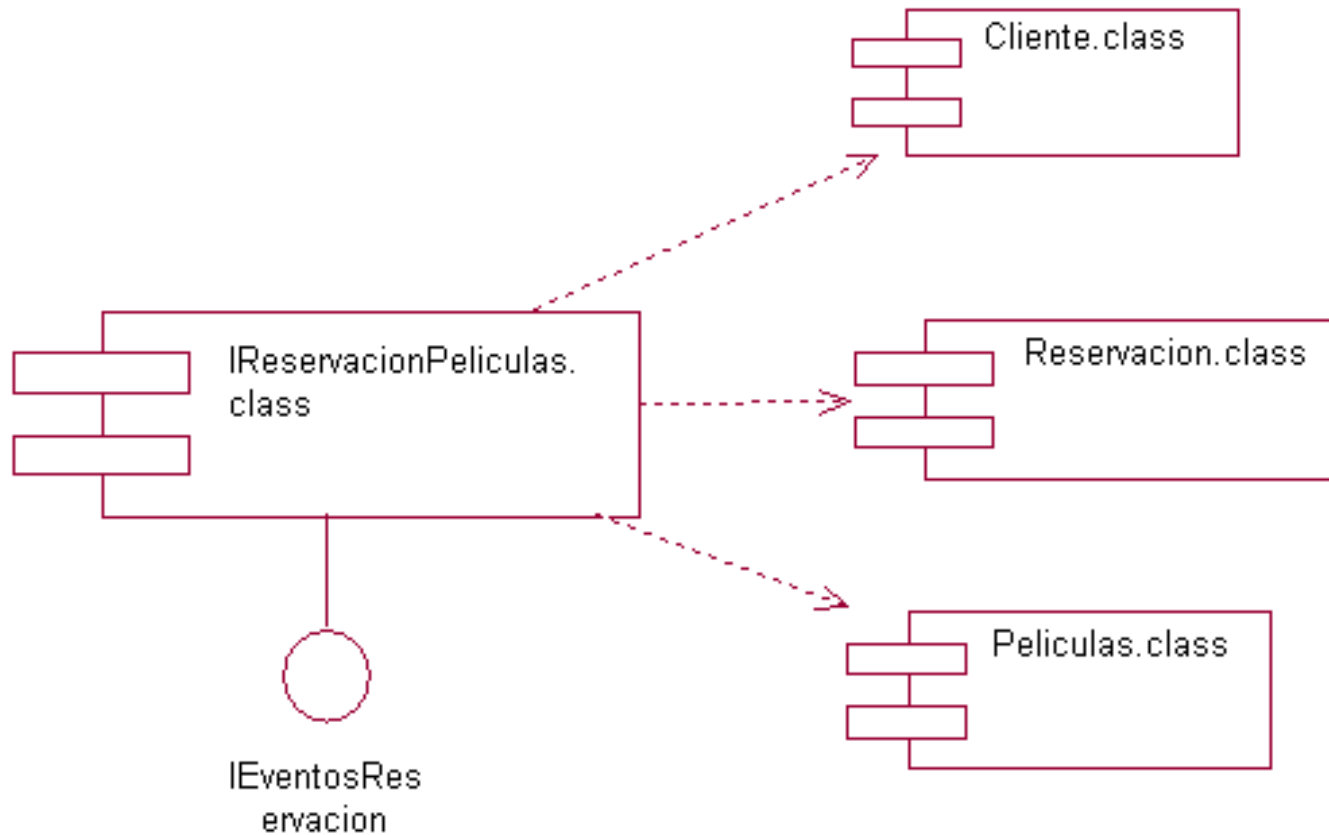 Cliente.class
IReservacionPeliculas.
class
Reservacion.class
Peliculas.class
IEventosRes
ervacion